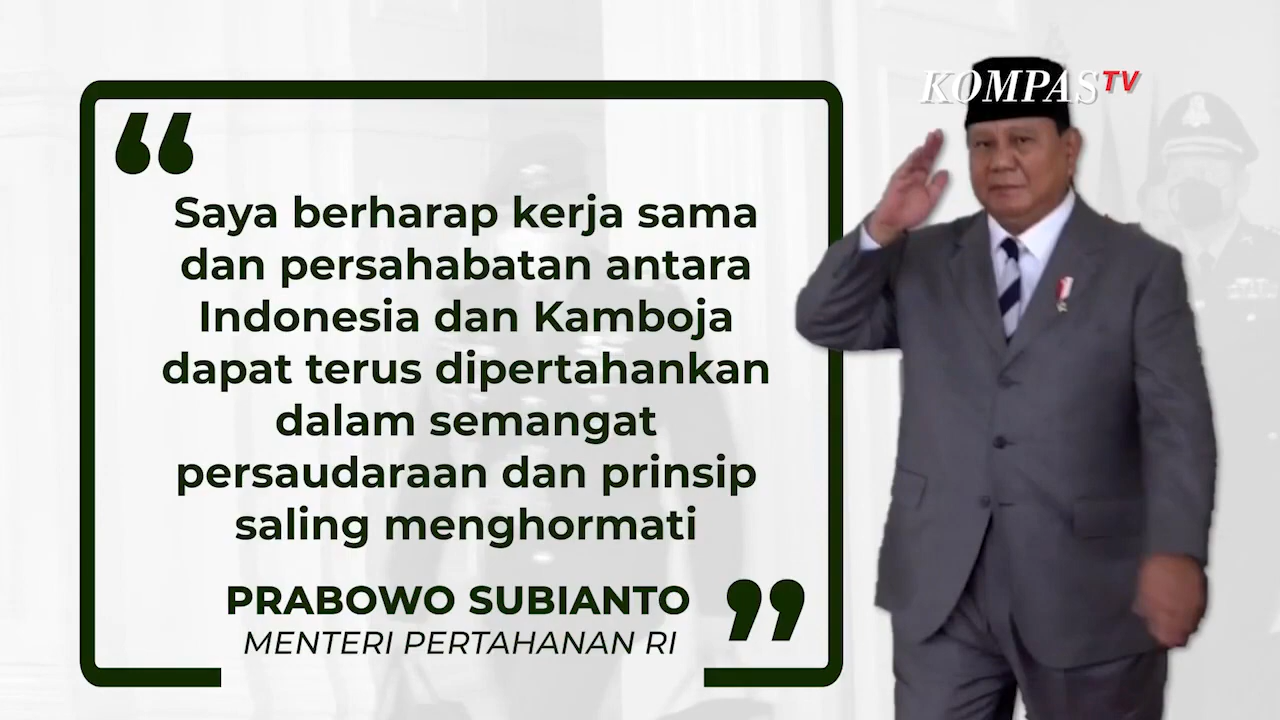 KOMPASTV
Saya berharap kerja sama
dan persahabatan antara
Indonesia dan Kamboja
dapat terus dipertahankan
dalam semangat
persaudaraan dan prinsip
saling menghormati
PRABOWO SUBIANTO
MENTERI PERTAHANAN RI